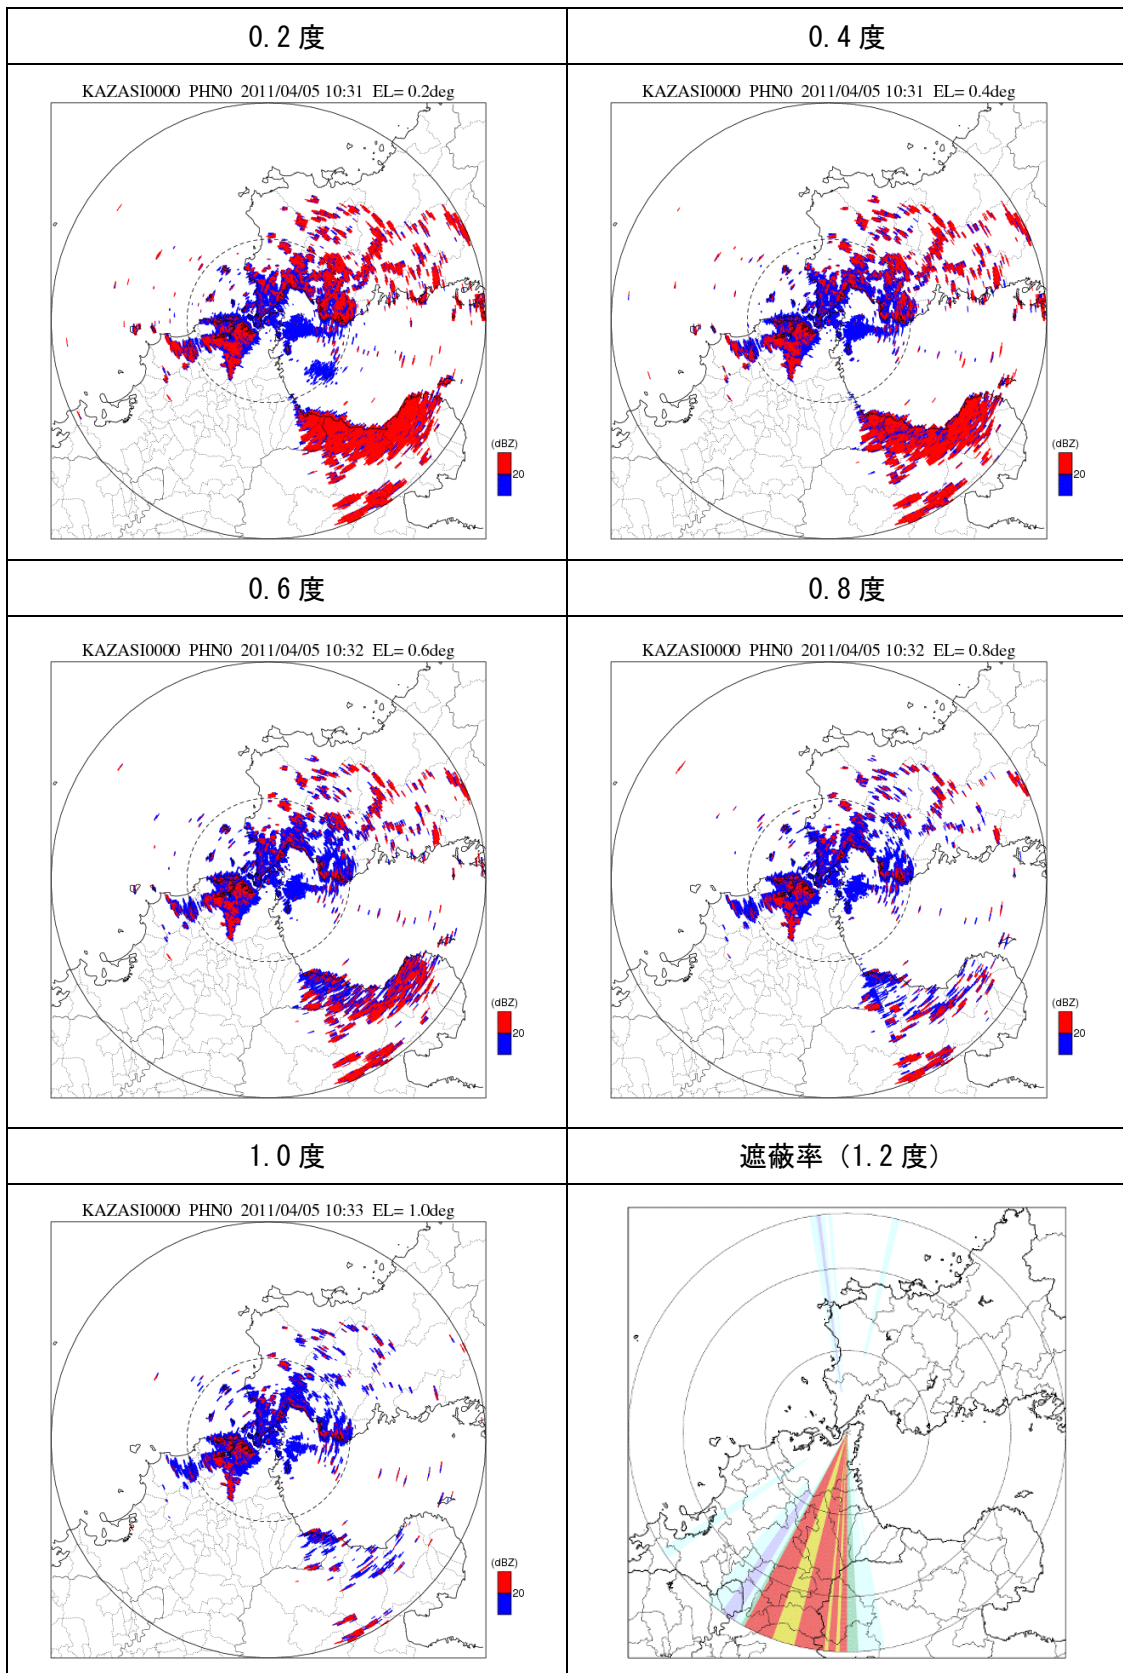 0.2度
0.4度
KAZASI0000 PHN0 2011/04/05 10:31 EL= 0.2deg
KAZASI0000 PHN0 2011/04/05 10:31 EL= 0.4deg
(dBZ)
20
(dBZ)
20
0.6度
0.8度
KAZASI0000 PHN0 2011/04/05 10:32 EL= 0.6deg
KAZASI0000 PHN0 2011/04/05 10:32 EL= 0.8deg
(dBZ)
20
(dBZ)
20
1.0度
遮蔽率（1.2度）
KAZASI0000 PHN0 2011/04/05 10:33 EL= 1.0deg
(dBZ)
20